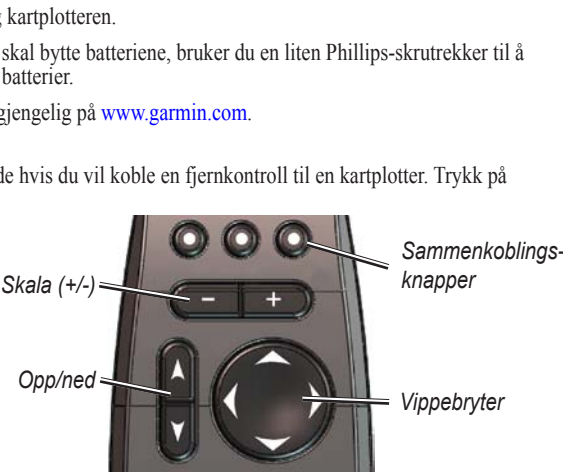 kartplotteren.
skal bytte batteriene, bruker du en liten Phillips-skrutrekker til å
batterier.
gjengelig på www.garmin.com.
de hvis du vil koble en fjernkontroll til en kartplotter. Trykk på
Sammenkoblings-
knapper
Skala (+/-)
- +
Opp/ned
Vippebryter